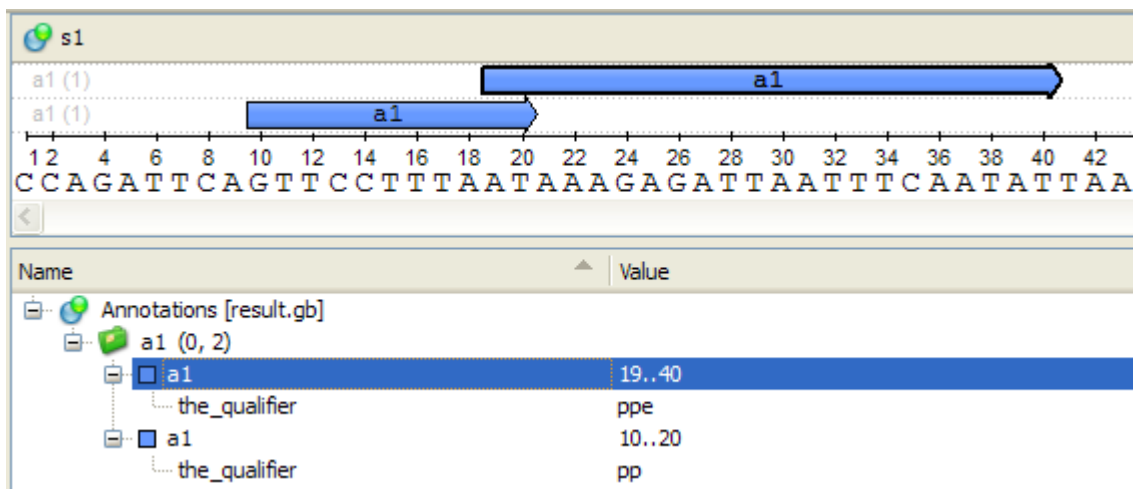 s1
a1 (1)
a1
a1 (1)
a1
1 2 4 6 8 10 12 14 16 18 20 22 24 26 28 30 32 34 36 38 40 42
CCAGATTCAGTTCCTTTAATAAAGAGATTAATTTCAATATTAA
Name Value
Annotations [result.gb]
a1 (0, 2)
a1 19..40
the_qualifier ppe
a1 10..20
the_qualifier pp